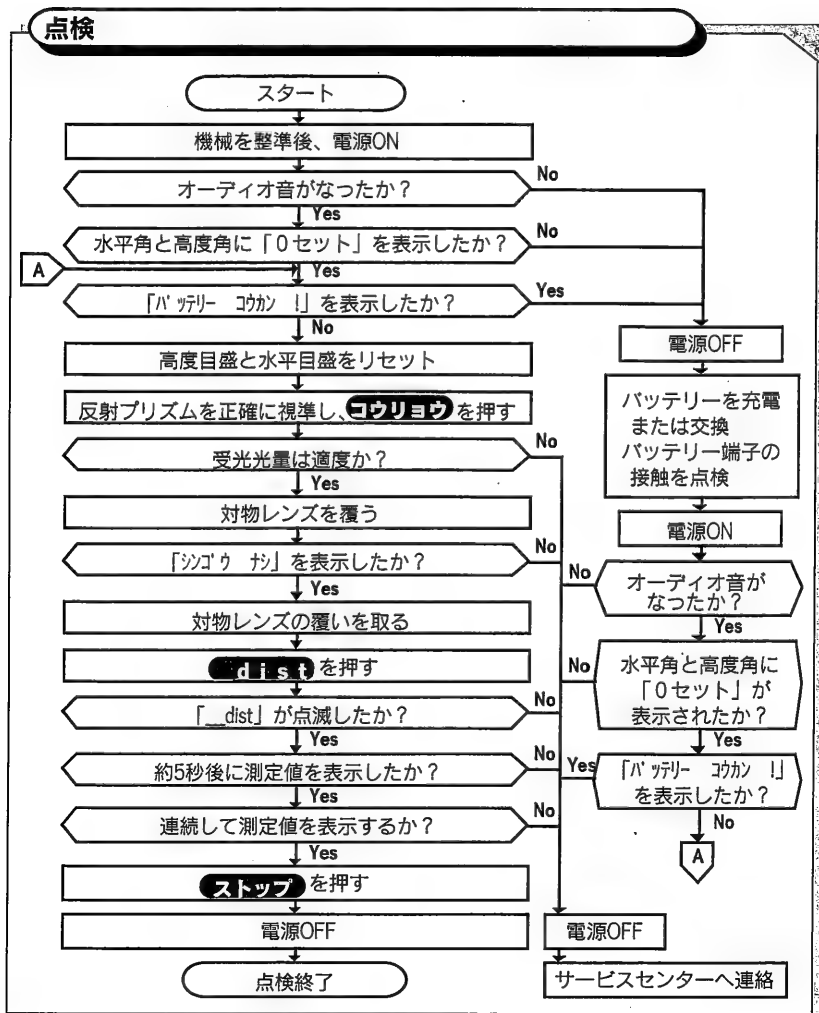 点検
スタート
機械を整準後、電源ON
オーディオ音がなったか?
No
Yes
水平角と高度角に「0セット」を表示したか?
No
A
Yes
「バッテリー コウカン !」を表示したか?
Yes
No
高度目盛と水平目盛をリセット
反射プリズムを正確に視準し、コウリョウ を押す
受光光量は適度か?
No
Yes
対物レンズを覆う
「シンゴウ ナシ」を表示したか?
No
Yes
対物レンズの覆いを取る
dist を押す
「__dist」が点滅したか?
No
Yes
約5秒後に測定値を表示したか?
No
Yes
連続して測定値を表示するか?
No
Yes
ストップ を押す
電源OFF
点検終了
電源OFF
バッテリーを充電
または交換
バッテリー端子の
接触を点検
電源ON
オーディオ音が
なったか?
No
Yes
水平角と高度角に
「0セット」が
表示されたか?
No
Yes
「バッテリー コウカン !」
を表示したか?
Yes
No
A
電源OFF
サービスセンターへ連絡